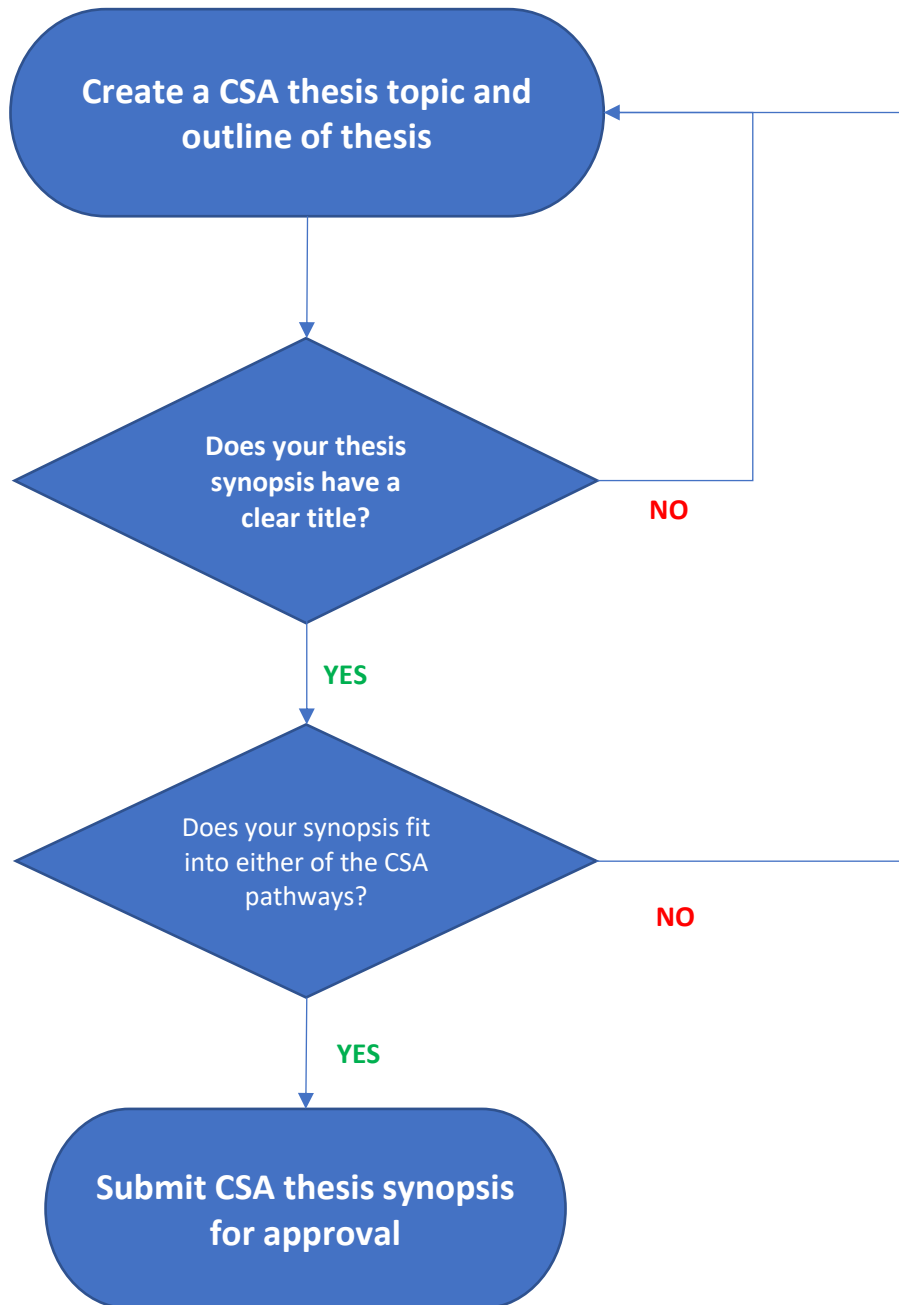 Create a CSA thesis topic and
outline of thesis
Does your thesis
synopsis have a
clear title?
NO
YES
Does your synopsis fit
into either of the CSA
pathways?
NO
YES
Submit CSA thesis synopsis
for approval